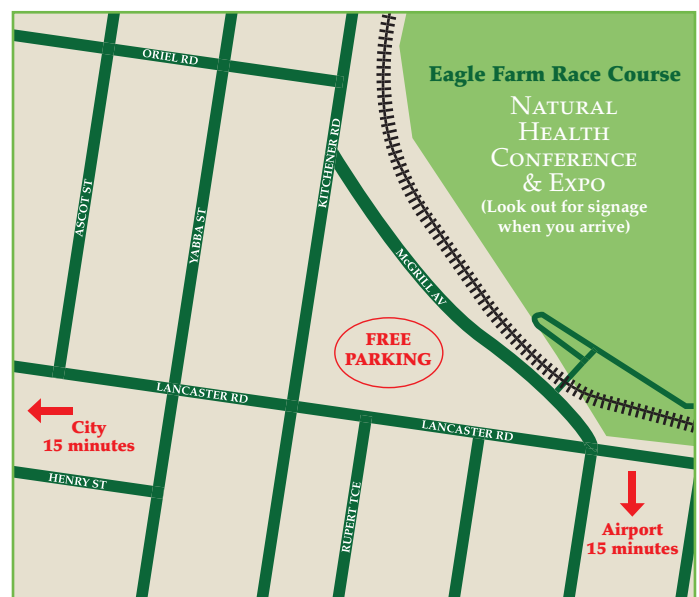 ORIEL RD
Eagle Farm Race Course
NATURAL
HEALTH
CONFERENCE
& EXPO
(Look out for signage
when you arrive)
KITCHENER RD
ASCOT ST
YABBA ST
McGRILL AV
FREE
PARKING
LANCASTER RD
LANCASTER RD
City
15 minutes
HENRY ST
RUPERT TCE
Airport
15 minutes